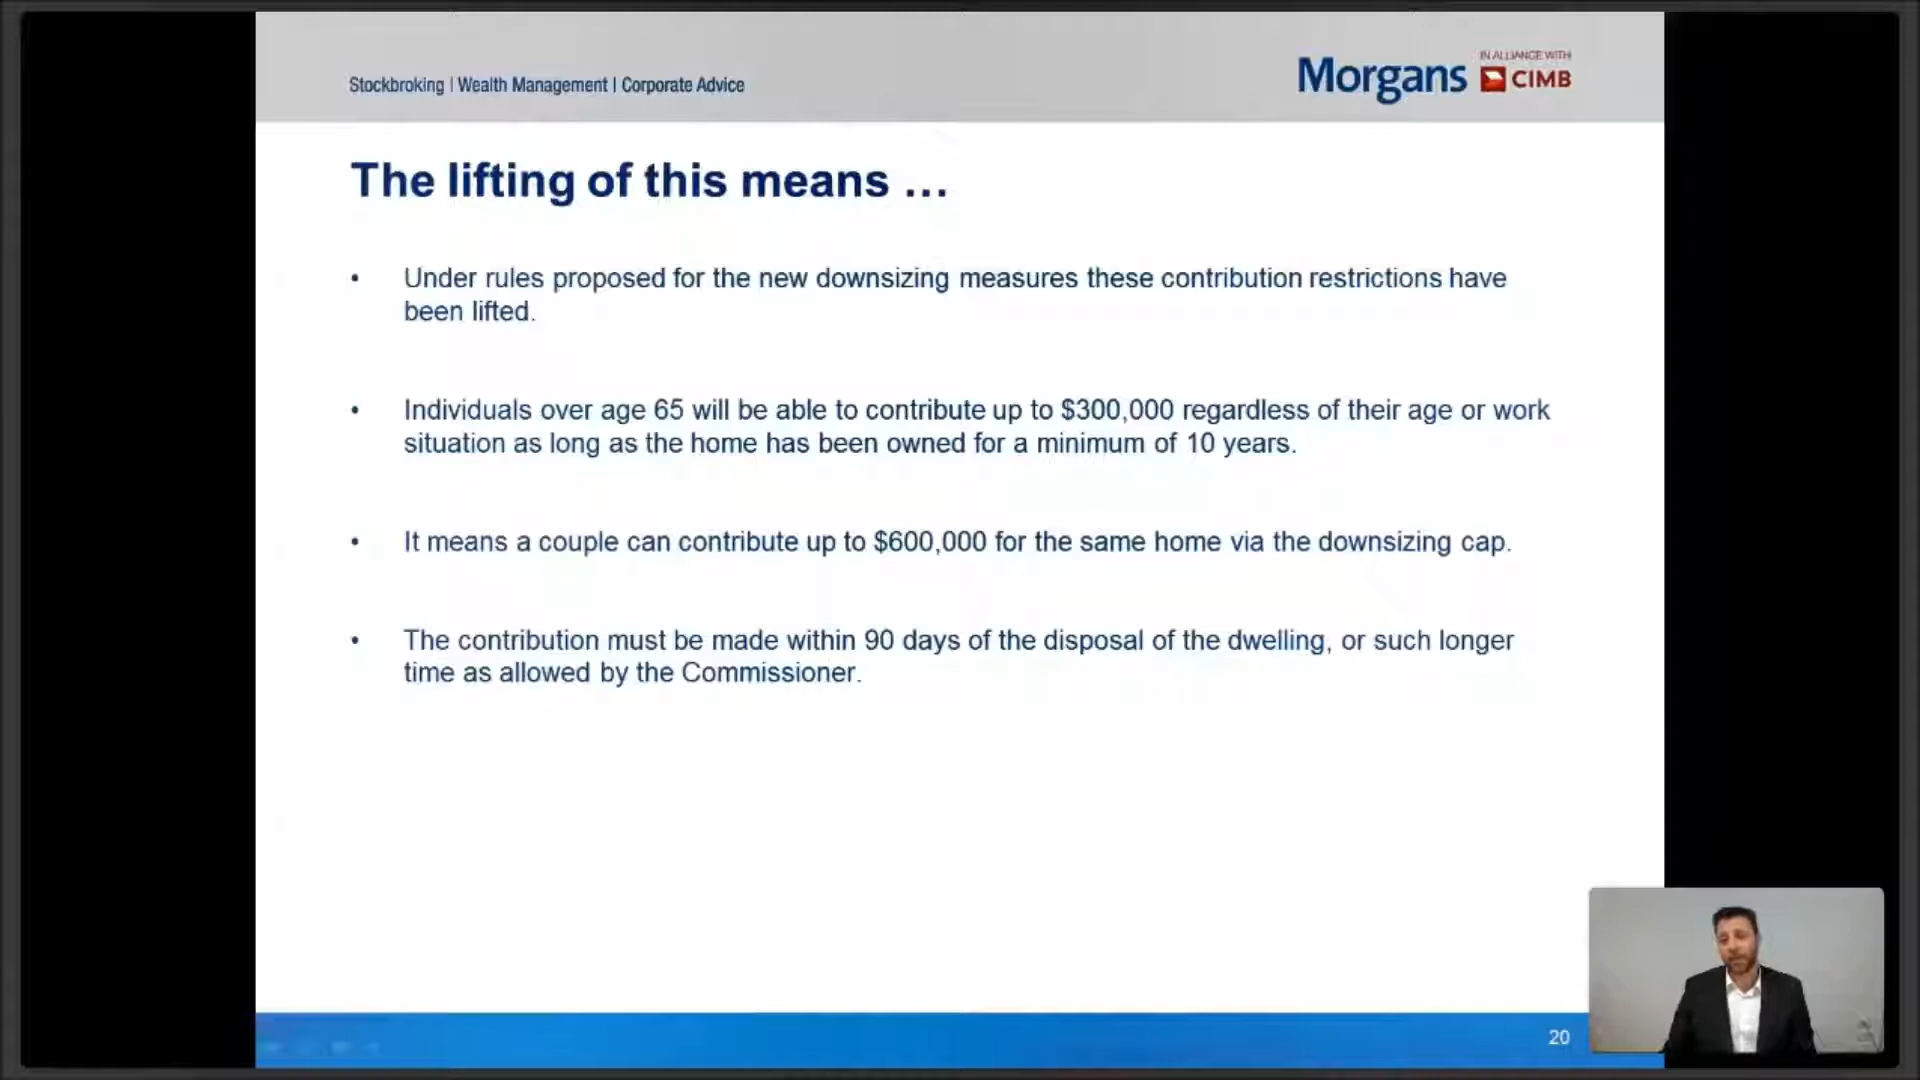 Stockbroking | Wealth Management | Corporate Advice
Morgans
IN ALLIANCE WITH
CIMB
The lifting of this means …
• Under rules proposed for the new downsizing measures these contribution restrictions have
been lifted.
• Individuals over age 65 will be able to contribute up to $300,000 regardless of their age or work
situation as long as the home has been owned for a minimum of 10 years.
• It means a couple can contribute up to $600,000 for the same home via the downsizing cap.
• The contribution must be made within 90 days of the disposal of the dwelling, or such longer
time as allowed by the Commissioner.
20